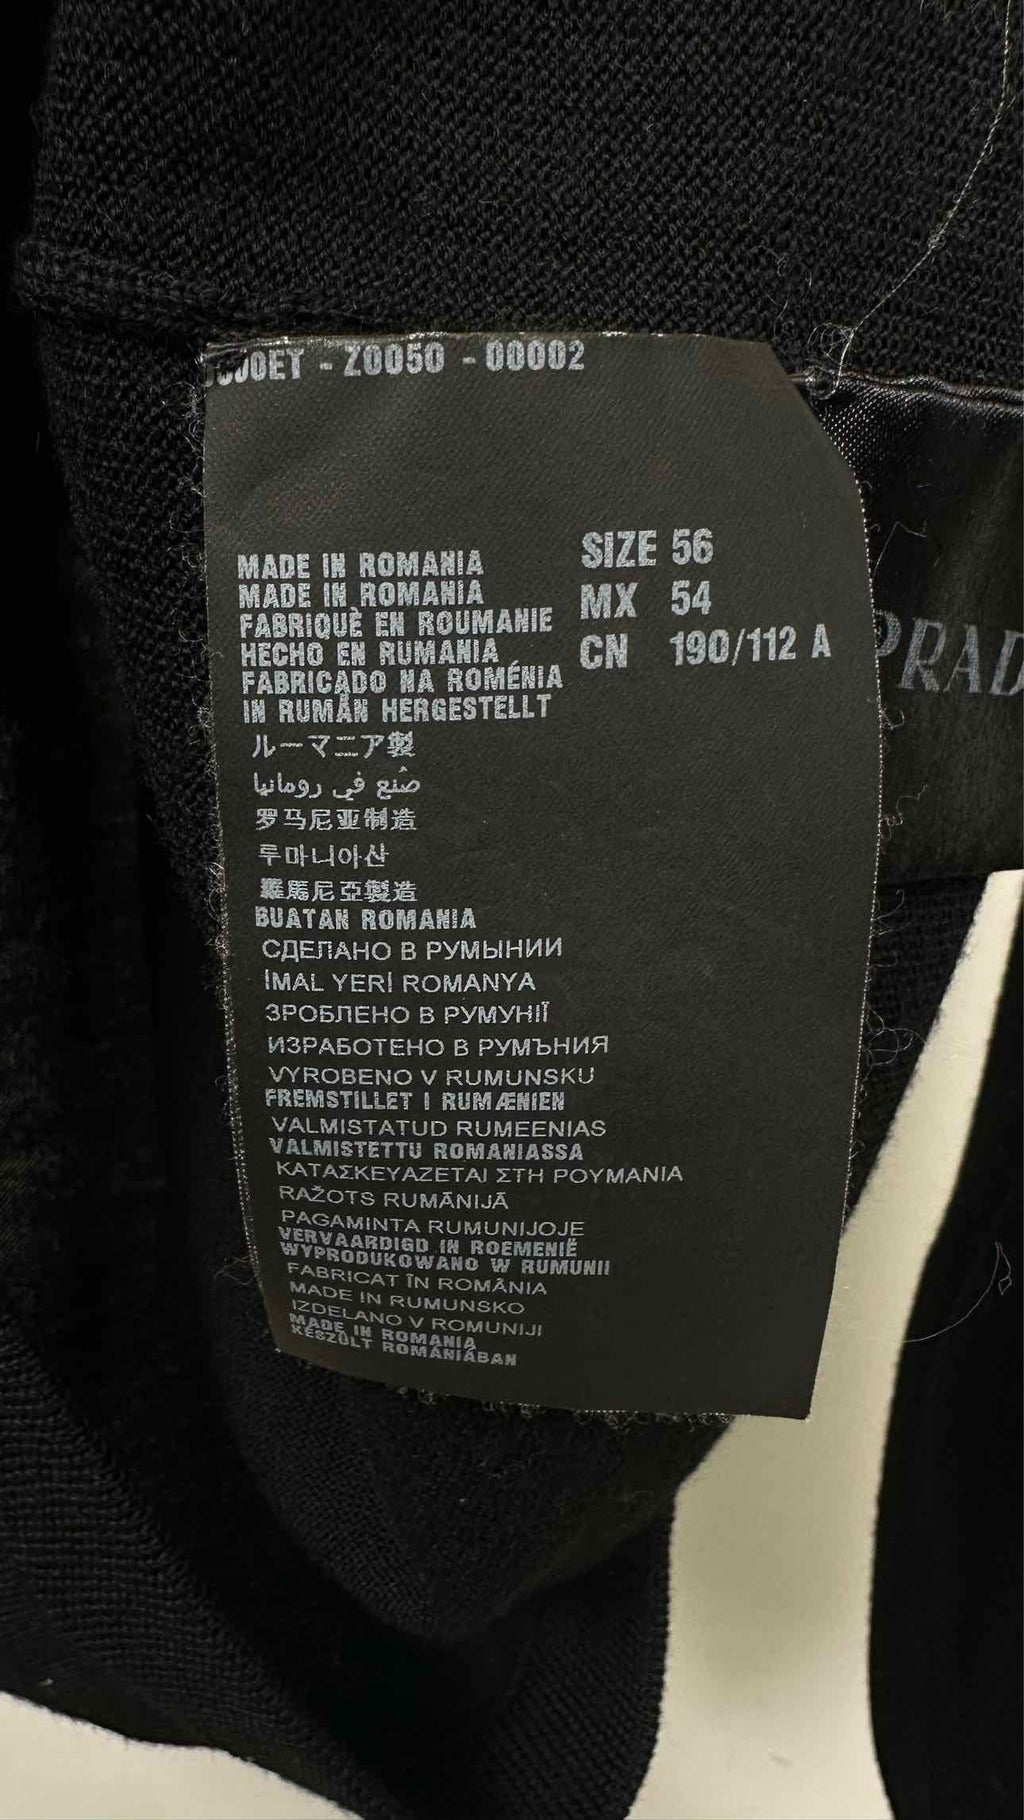 00ET - Z0050 - 00002
SIZE 56
MX 54
CN 190/112 A
MADE IN ROMANIA
MADE IN ROMANIA
FABRIQUÈ EN ROUMANIE
HECHO EN RUMANIA
FABRICADO NA ROMÉNIA
IN RUMÄN HERGESTELLT
ルーマニア製
صنع في رومانيا
罗马尼亚制造
루마니아산
羅馬尼亞製造
BUATAN ROMANIA
СДЕЛАНО В РУМЫНИИ
İMAL YERİ ROMANYA
ЗРОБЛЕНО В РУМУНІЇ
ИЗРАБОТЕНО В РУМЪНИЯ
VYROBENO V RUMUNSKU
FREMSTILLET I RUMÆNIEN
VALMISTATUD RUMEENIAS
VALMISTETTU ROMANIASSA
ΚΑΤΑΣΚΕΥΑΖΕΤΑΙ ΣΤΗ ΡΟΥΜΑΝΙΑ
RAŽOTS RUMĀNIJĀ
PAGAMINTA RUMUNIJOJE
VERVAARDIGD IN ROEMENIË
WYPRODUKOWANO W RUMUNII
FABRICAT ÎN ROMÂNIA
MADE IN RUMUNSKO
IZDELANO V ROMUNIJI
MADE IN ROMANIA
KÉSZÜLT ROMÁNIÁBAN
PRAD